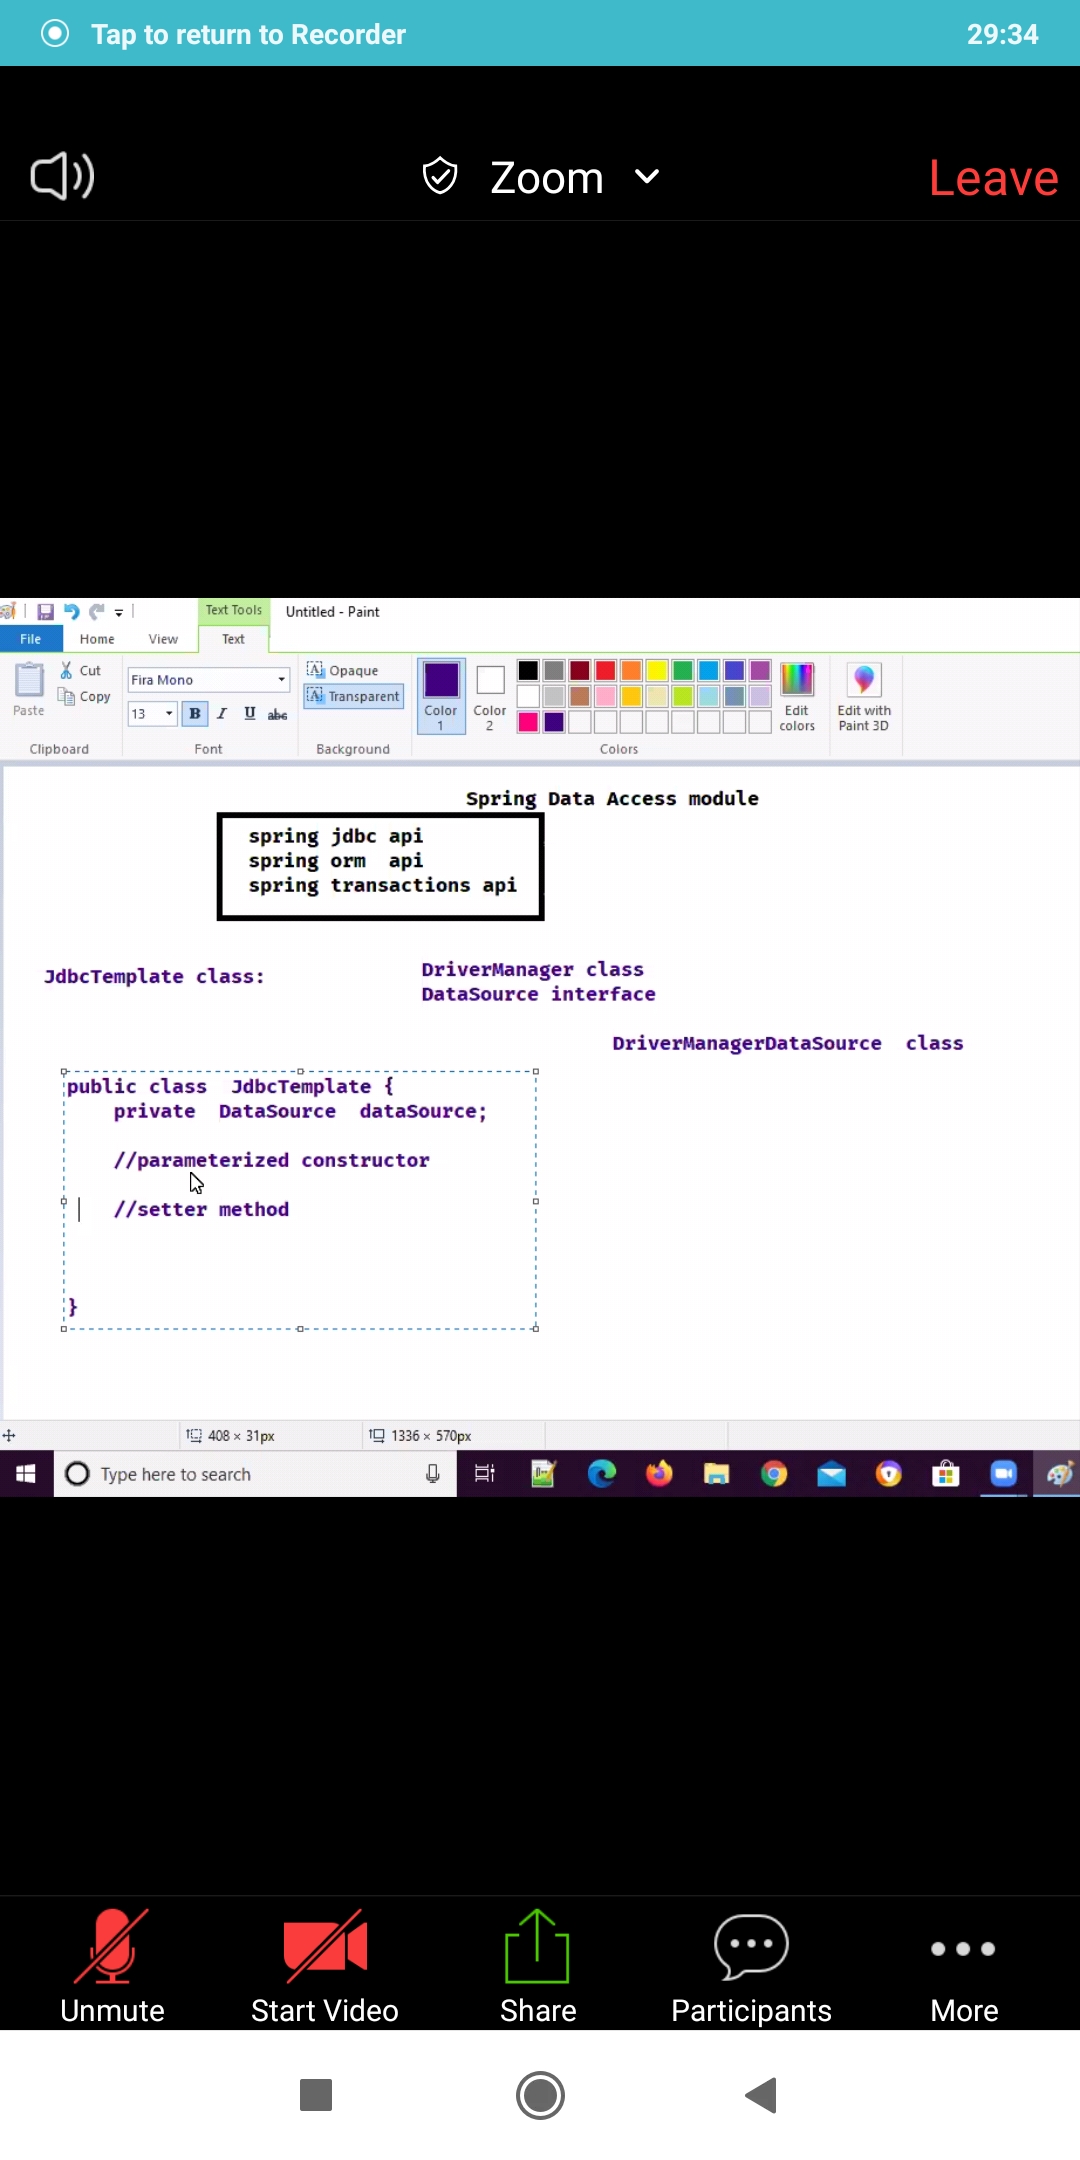 Tap to return to Recorder 29:34
Zoom Leave
Text Tools Untitled - Paint
File Home View Text
Paste Cut Copy
Fira Mono
13 B I U abc
Opaque
Transparent
Color 1 Color 2
Edit colors
Edit with Paint 3D
Clipboard Font Background Colors
Spring Data Access module
spring jdbc api
spring orm  api
spring transactions api
JdbcTemplate class:
DriverManager class
DataSource interface
DriverManagerDataSource  class
public class  JdbcTemplate {
    private  DataSource  dataSource;
    //parameterized constructor
    //setter method
}
408 × 31px 1336 × 570px
Type here to search
Unmute Start Video Share Participants More